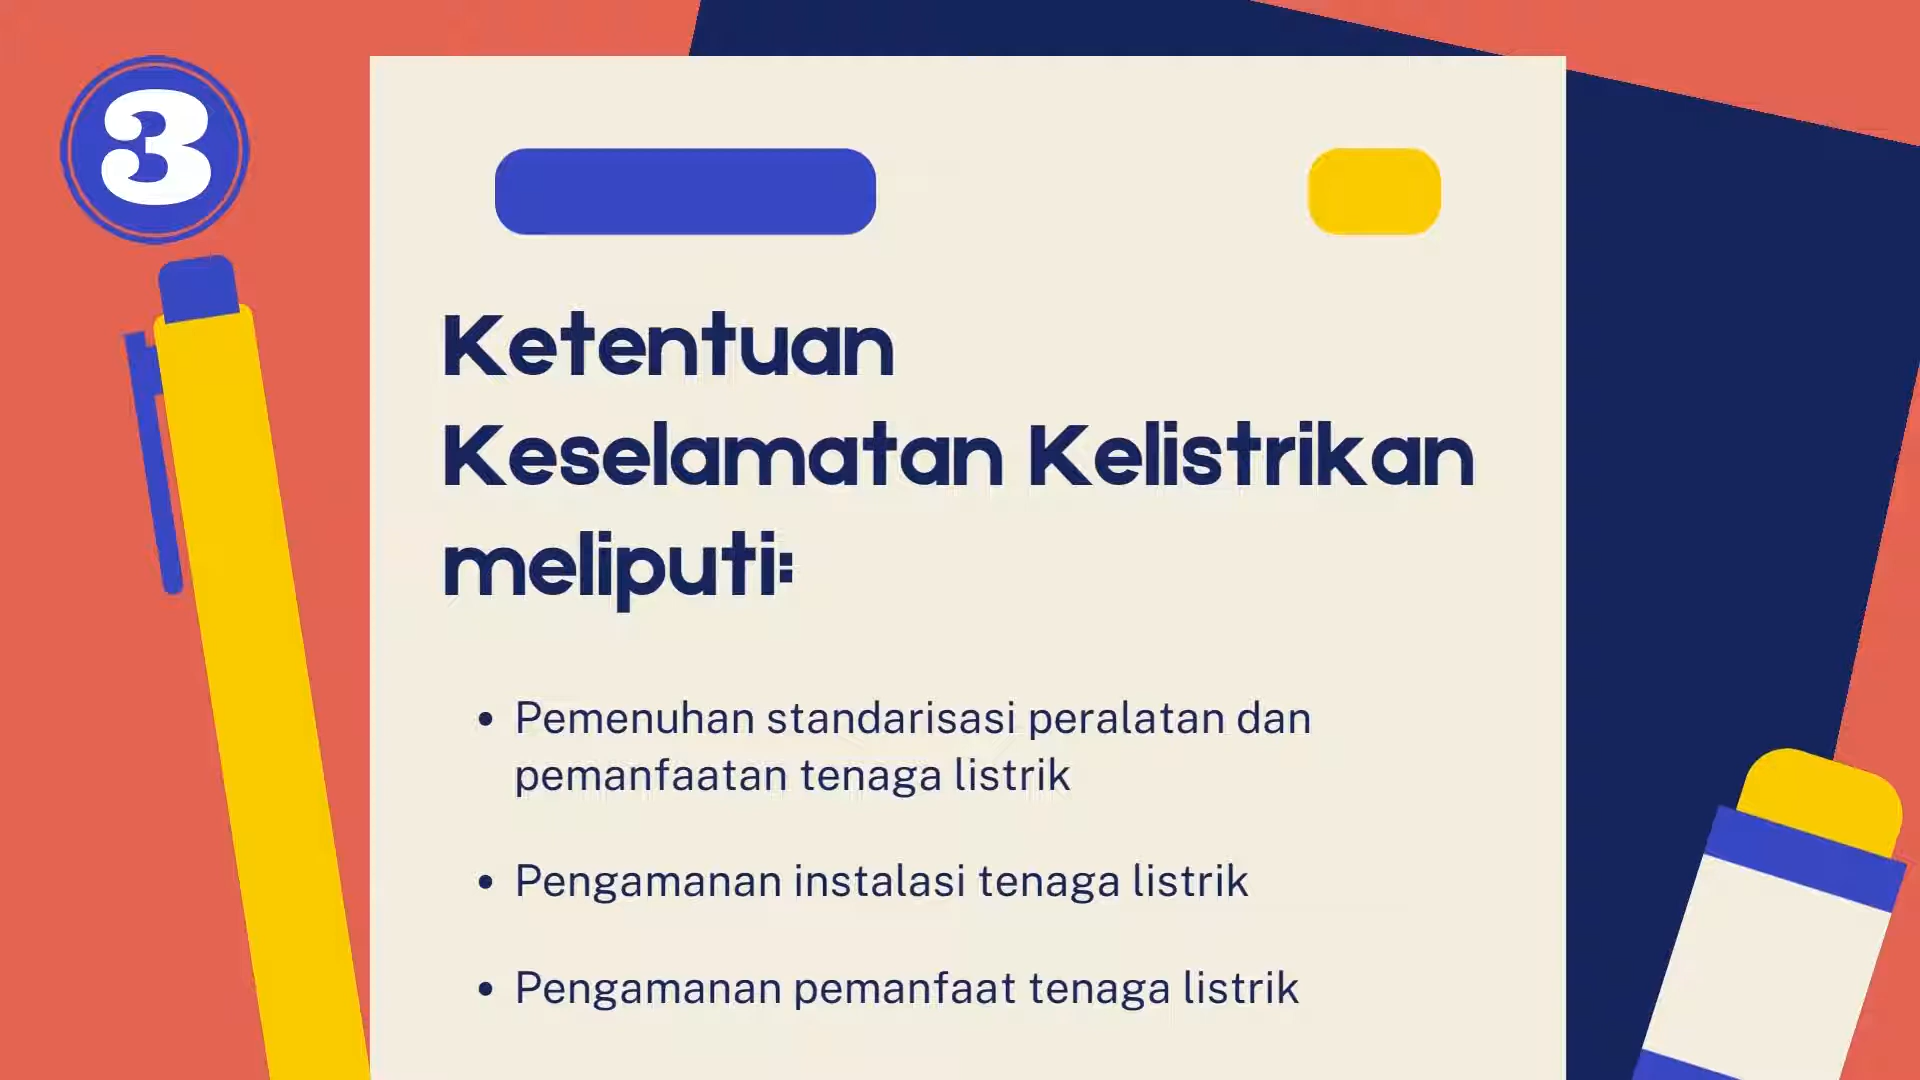 3
Ketentuan
Keselamatan Kelistrikan
meliputi:
• Pemenuhan standarisasi peralatan dan
pemanfaatan tenaga listrik
• Pengamanan instalasi tenaga listrik
• Pengamanan pemanfaat tenaga listrik